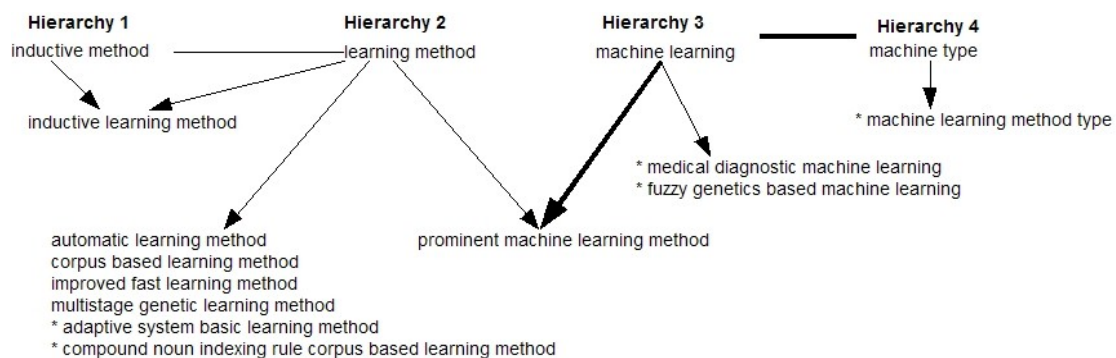 Hierarchy 1
Hierarchy 2
Hierarchy 3
Hierarchy 4
inductive method
learning method
machine learning
machine type
inductive learning method
* machine learning method type
* medical diagnostic machine learning
* fuzzy genetics based machine learning
automatic learning method
corpus based learning method
improved fast learning method
multistage genetic learning method
* adaptive system basic learning method
* compound noun indexing rule corpus based learning method
prominent machine learning method